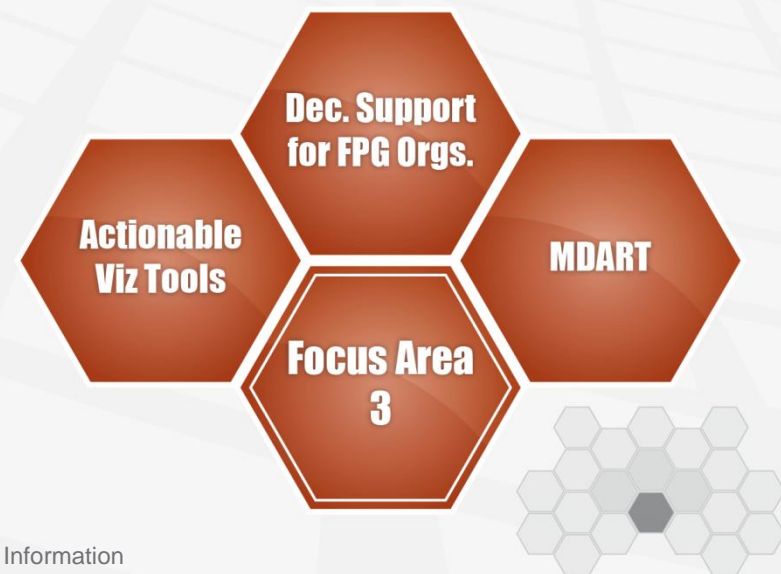 Dec. Support
for FPG Orgs.
Actionable
Viz Tools
MDART
Focus Area
3
Information